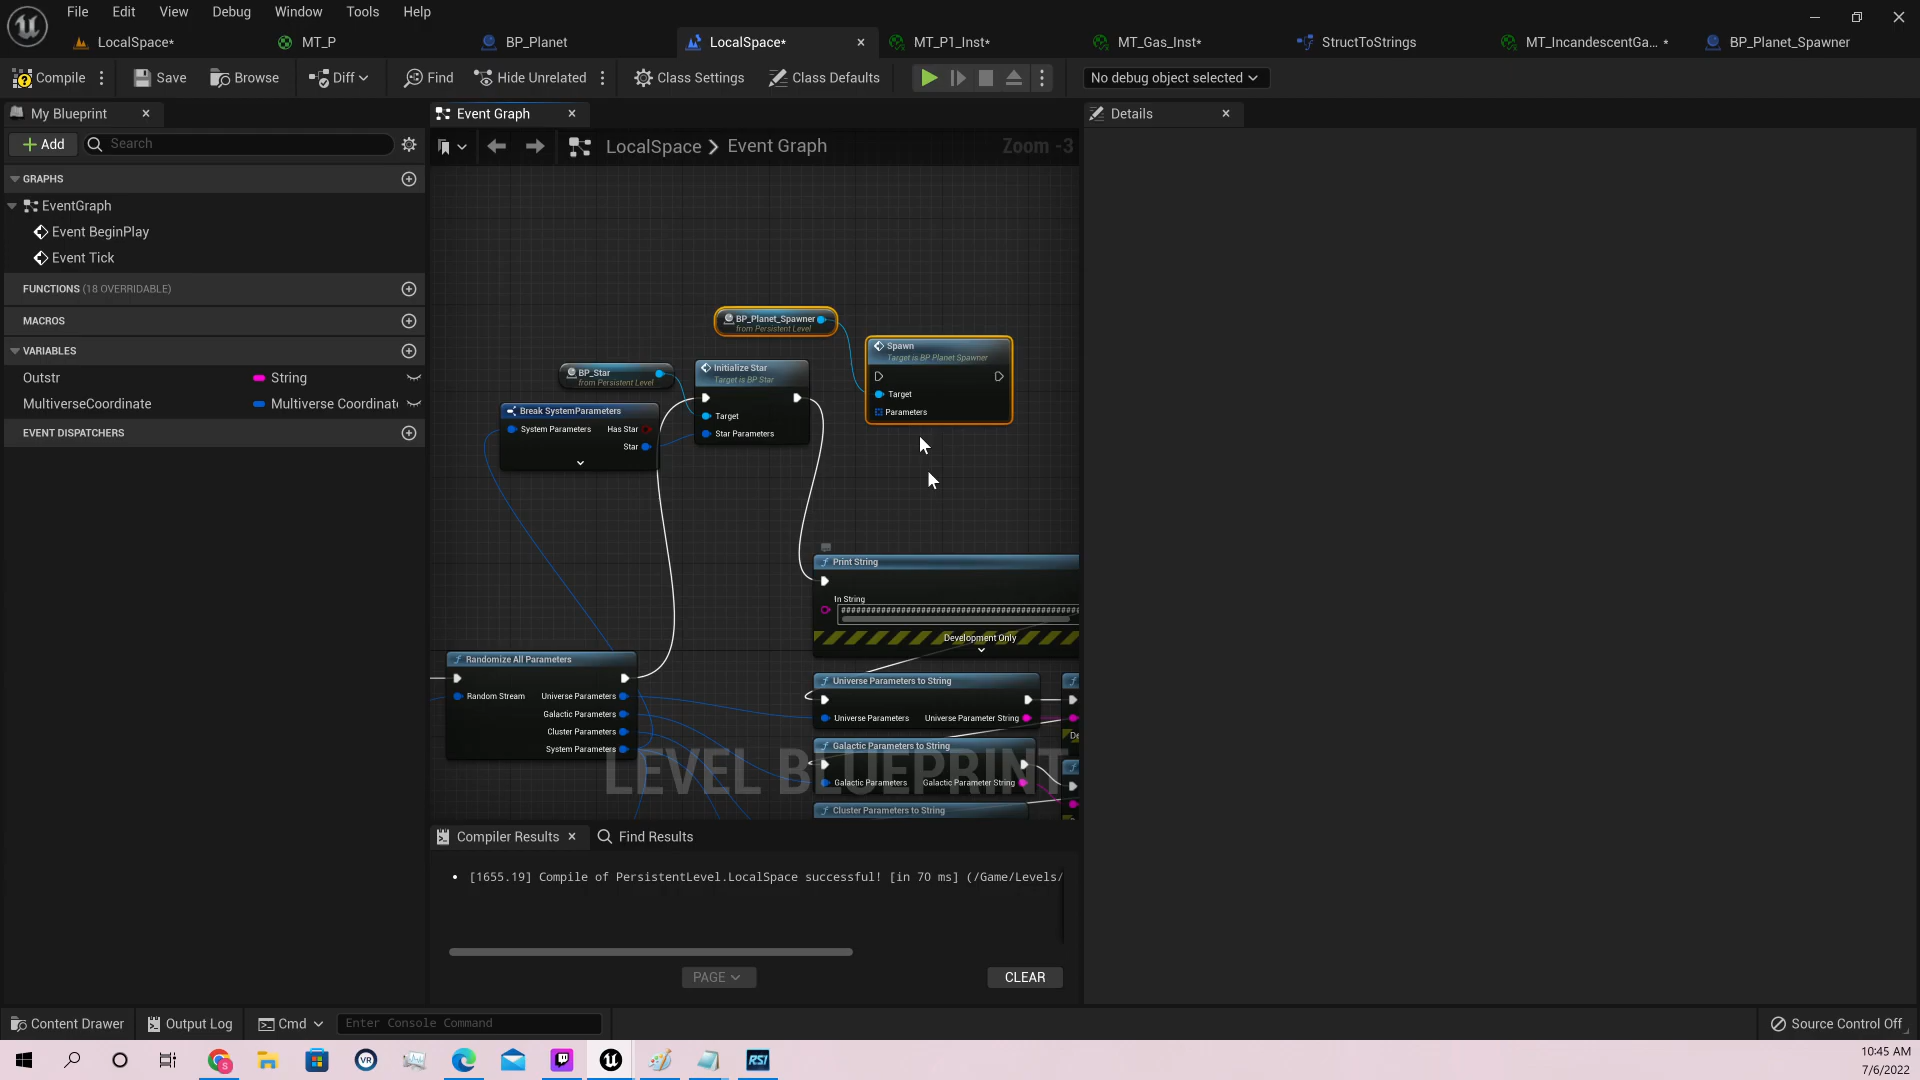 File Edit View Debug Window Tools Help
LocalSpace* MT_P BP_Planet LocalSpace* MT_P1_Inst* MT_Gas_Inst* StructToStrings MT_IncandescentGa... * BP_Planet_Spawner
Compile Save Browse Diff Find Hide Unrelated Class Settings Class Defaults No debug object selected
My Blueprint Event Graph Details
+ Add Search LocalSpace > Event Graph Zoom -3
GRAPHS
EventGraph
Event BeginPlay
Event Tick
FUNCTIONS (18 OVERRIDABLE)
MACROS
VARIABLES
Outstr String
MultiverseCoordinate Multiverse Coordinat
EVENT DISPATCHERS
BP_Planet_Spawner
from Persistent Level
Spawn
Target is BP Planet Spawner
Target
Parameters
BP_Star
from Persistent Level
Initialize Star
Target is BP Star
Target
Star Parameters
Break SystemParameters
System Parameters Has Star
Star
Print String
In String
Development Only
Randomize All Parameters
Random Stream Universe Parameters
Galactic Parameters
Cluster Parameters
System Parameters
Universe Parameters to String
Universe Parameters Universe Parameter String
Galactic Parameters to String
Galactic Parameters Galactic Parameter String
Cluster Parameters to String
LEVEL BLUEPRINT
Compiler Results Find Results
[1655.19] Compile of PersistentLevel.LocalSpace successful! [in 70 ms] (/Game/Levels/
PAGE CLEAR
Content Drawer Output Log Cmd Enter Console Command Source Control Off
VR RSI
10:45 AM
7/6/2022